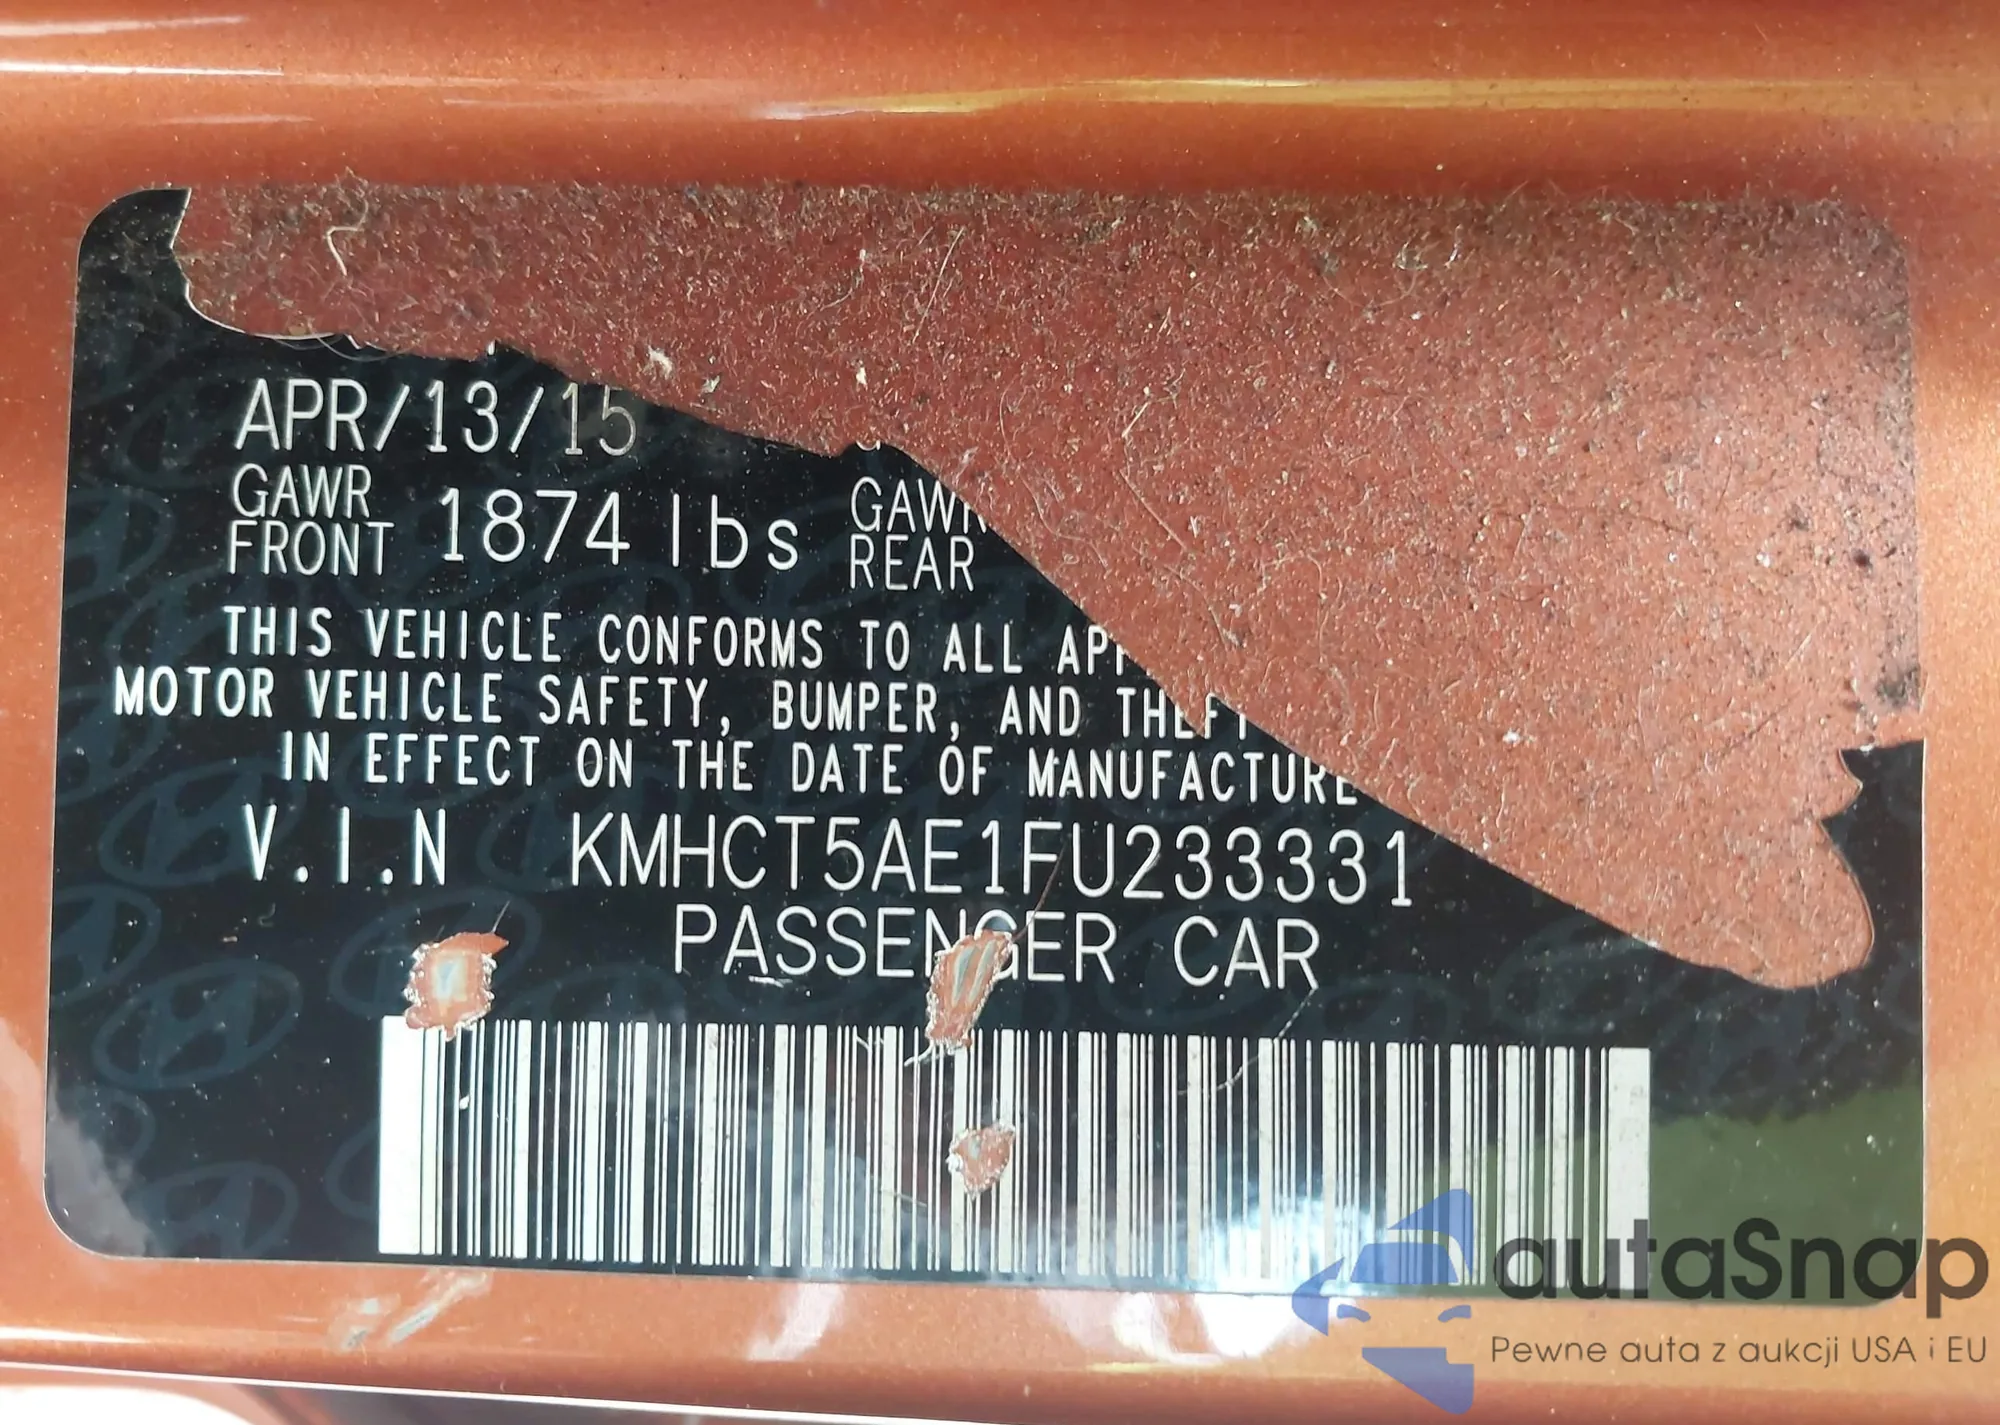 APR/13/15
GAWR FRONT 1874 lbs GAWR REAR
THIS VEHICLE CONFORMS TO ALL
MOTOR VEHICLE SAFETY, BUMPER, AND THEFT
IN EFFECT ON THE DATE OF MANUFACTURE
V.I.N KMHCT5AE1FU233331
PASSENGER CAR
autaSnap
Pewne auta z aukcji USA i EU